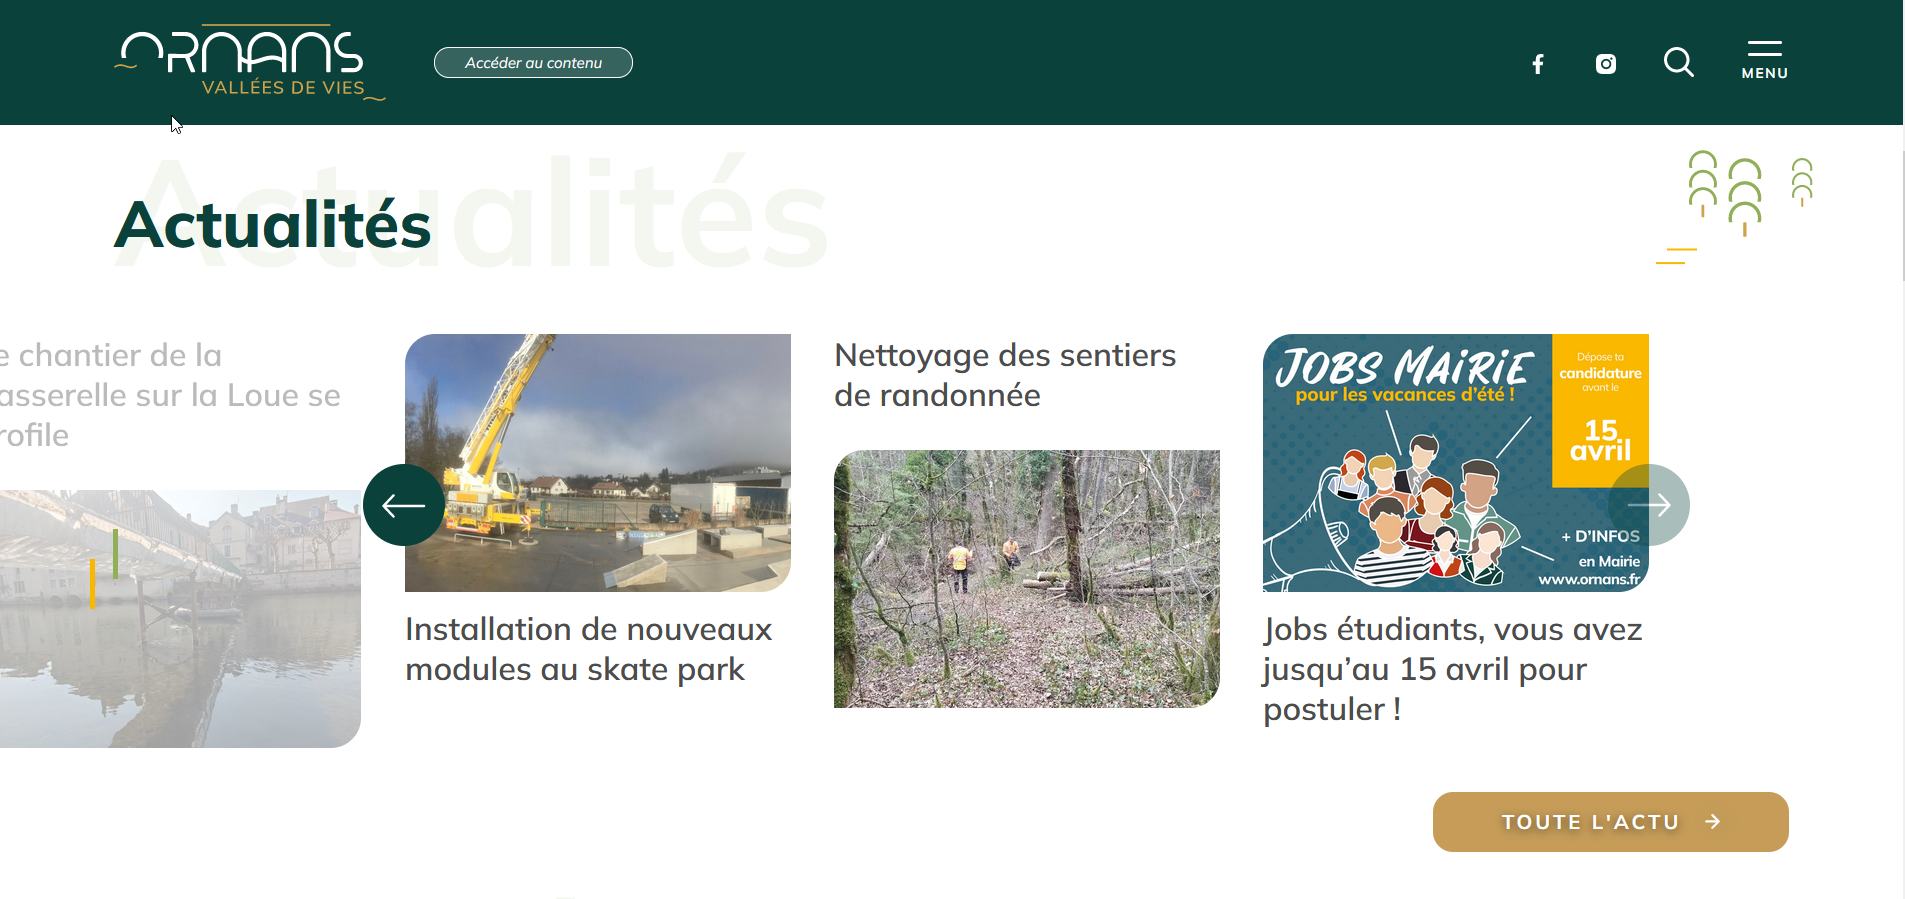 ORNANS
VALLÉES DE VIES
Accéder au contenu
MENU
Actualités
Actualités
chantier de la
sur la Loue se
Installation de nouveaux
modules au skate park
Nettoyage des sentiers
de randonnée
JOBS MAiRiE
pour les vacances d'été !
Dépose ta
candidature
avant le
15
avril
+ D'INFOS
en Mairie
www.ornans.fr
Jobs étudiants, vous avez
jusqu'au 15 avril pour
postuler !
TOUTE L'ACTU